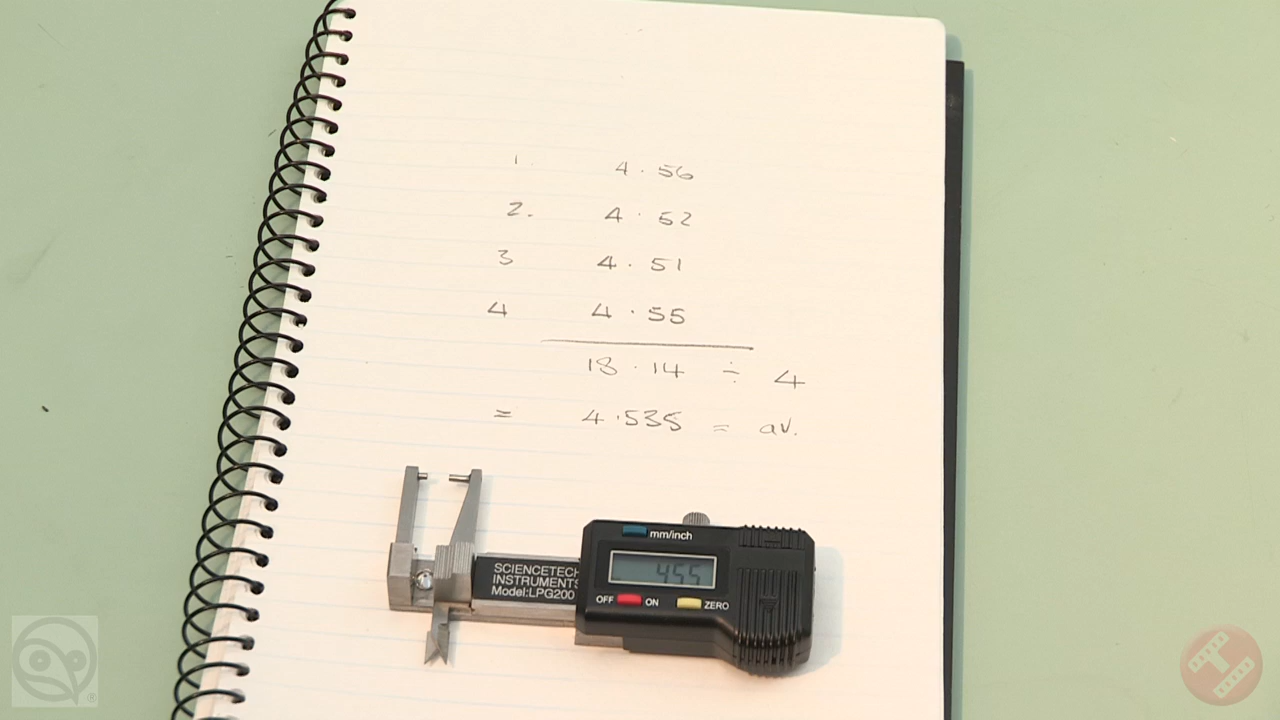 1. 4.56
2. 4.52
3 4.51
4 4.55
18.14 ÷ 4
= 4.535 = av.
mm/inch
SCIENCETECH
INSTRUMENTS
Model:LPG200
4.55
OFF ON ZERO